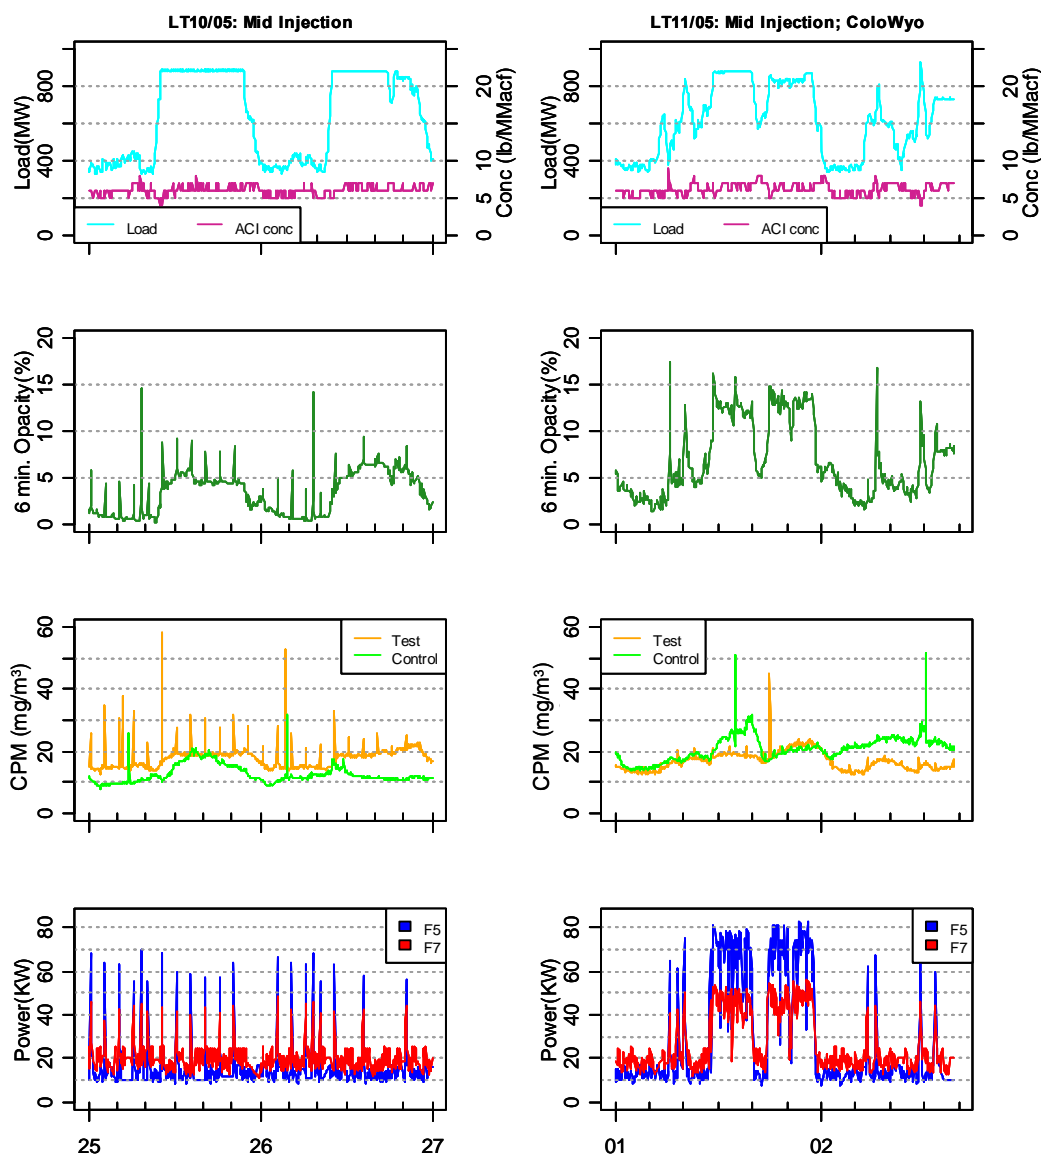 LT10/05: Mid Injection
LT11/05: Mid Injection; ColoWyo
Load(MW)
0 400 800
Conc (lb/MMacf)
0 5 10 20
Load ACI conc
Load(MW)
0 400 800
Conc (lb/MMacf)
0 5 10 20
Load ACI conc
6 min. Opacity(%)
0 5 10 15 20
6 min. Opacity(%)
0 5 10 15 20
CPM (mg/m³)
0 20 40 60
Test
Control
CPM (mg/m³)
0 20 40 60
Test
Control
Power(KW)
0 20 40 60 80
F5
F7
25 26 27
Power(KW)
0 20 40 60 80
F5
F7
01 02